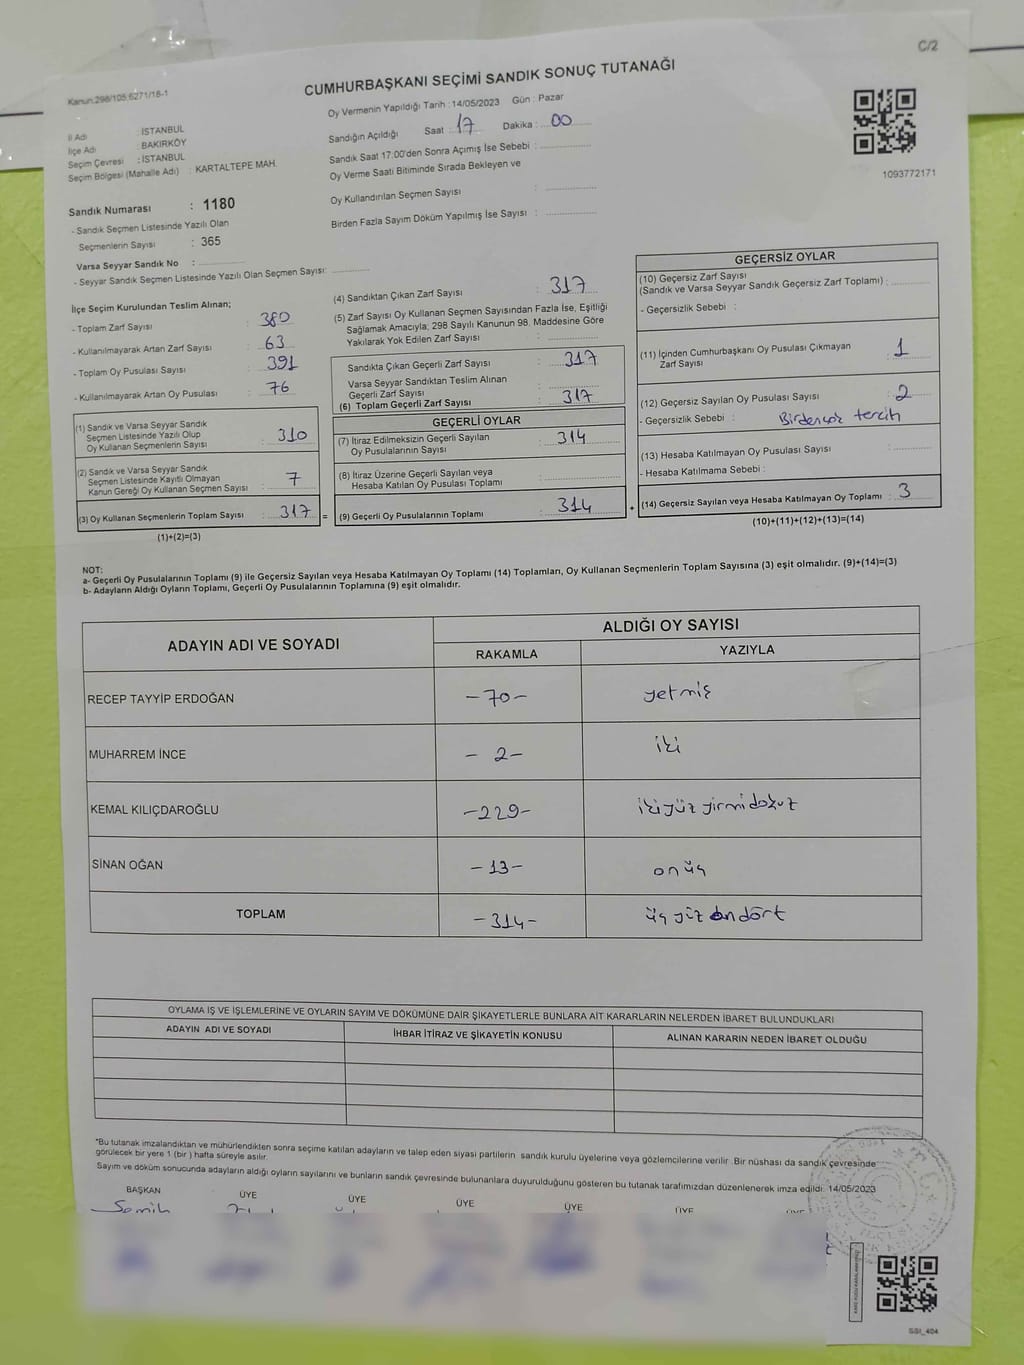 C/2
Kanun:298/105;6271/18-1
CUMHURBAŞKANI SEÇİMİ SANDIK SONUÇ TUTANAĞI
Oy Vermenin Yapıldığı Tarih : 14/05/2023 Gün : Pazar
İl Adı : İSTANBUL
İlçe Adı : BAKIRKÖY
Seçim Çevresi : İSTANBUL
Seçim Bölgesi (Mahalle Adı) : KARTALTEPE MAH.
Sandığın Açıldığı Saat : 17 Dakika : 00
Sandık Saat 17:00'den Sonra Açımış İse Sebebi :
Oy Verme Saati Bitiminde Sırada Bekleyen ve
Oy Kullandırılan Seçmen Sayısı :
Birden Fazla Sayım Döküm Yapılmış İse Sayısı :
1093772171
Sandık Numarası : 1180
- Sandık Seçmen Listesinde Yazılı Olan
Seçmenlerin Sayısı : 365
Varsa Seyyar Sandık No :
- Seyyar Sandık Seçmen Listesinde Yazılı Olan Seçmen Sayısı:
İlçe Seçim Kurulundan Teslim Alınan;
- Toplam Zarf Sayısı : 380
- Kullanılmayarak Artan Zarf Sayısı : 63
- Toplam Oy Pusulası Sayısı : 391
- Kullanılmayarak Artan Oy Pusulası : 76
(1) Sandık ve Varsa Seyyar Sandık
Seçmen Listesinde Yazılı Olup
Oy Kullanan Seçmenlerin Sayısı : 310
(2) Sandık ve Varsa Seyyar Sandık
Seçmen Listesinde Kayıtlı Olmayan
Kanun Gereği Oy Kullanan Seçmen Sayısı : 7
(3) Oy Kullanan Seçmenlerin Toplam Sayısı : 317 =
(1)+(2)=(3)
(4) Sandıktan Çıkan Zarf Sayısı : 317
(5) Zarf Sayısı Oy Kullanan Seçmen Sayısından Fazla İse, Eşitliği
Sağlamak Amacıyla; 298 Sayılı Kanunun 98. Maddesine Göre
Yakılarak Yok Edilen Zarf Sayısı :
Sandıkta Çıkan Geçerli Zarf Sayısı : 317
Varsa Seyyar Sandıktan Teslim Alınan
Geçerli Zarf Sayısı :
(6) Toplam Geçerli Zarf Sayısı : 317
GEÇERLİ OYLAR
(7) İtiraz Edilmeksizin Geçerli Sayılan
Oy Pusulalarının Sayısı : 314
(8) İtiraz Üzerine Geçerli Sayılan veya
Hesaba Katılan Oy Pusulası Toplamı :
(9) Geçerli Oy Pusulalarının Toplamı : 314 +
GEÇERSİZ OYLAR
(10) Geçersiz Zarf Sayısı
(Sandık ve Varsa Seyyar Sandık Geçersiz Zarf Toplamı) :
- Geçersizlik Sebebi :
(11) İçinden Cumhurbaşkanı Oy Pusulası Çıkmayan
Zarf Sayısı : 1
(12) Geçersiz Sayılan Oy Pusulası Sayısı : 2
- Geçersizlik Sebebi : Birden çok tercih
(13) Hesaba Katılmayan Oy Pusulası Sayısı :
- Hesaba Katılmama Sebebi :
(14) Geçersiz Sayılan veya Hesaba Katılmayan Oy Toplamı : 3
(10)+(11)+(12)+(13)=(14)
NOT:
a- Geçerli Oy Pusulalarının Toplamı (9) ile Geçersiz Sayılan veya Hesaba Katılmayan Oy Toplamı (14) Toplamları, Oy Kullanan Seçmenlerin Toplam Sayısına (3) eşit olmalıdır. (9)+(14)=(3)
b- Adayların Aldığı Oyların Toplamı, Geçerli Oy Pusulalarının Toplamına (9) eşit olmalıdır.
ADAYIN ADI VE SOYADI
ALDIĞI OY SAYISI
RAKAMLA YAZIYLA
RECEP TAYYİP ERDOĞAN -70- yetmiş
MUHARREM İNCE -2- iki
KEMAL KILIÇDAROĞLU -229- ikiyüz yirmidokuz
SİNAN OĞAN -13- onüç
TOPLAM -314- üçyüz ondört
OYLAMA İŞ VE İŞLEMLERİNE VE OYLARIN SAYIM VE DÖKÜMÜNE DAİR ŞİKAYETLERLE BUNLARA AİT KARARLARIN NELERDEN İBARET BULUNDUKLARI
ADAYIN ADI VE SOYADI İHBAR İTİRAZ VE ŞİKAYETİN KONUSU ALINAN KARARIN NEDEN İBARET OLDUĞU
*Bu tutanak imzalandıktan ve mühürlendikten sonra seçime katılan adayların ve talep eden siyasi partilerin sandık kurulu üyelerine veya gözlemcilerine verilir. Bir nüshası da sandık çevresinde
görülecek bir yere 1 (bir ) hafta süreyle asılır.
Sayım ve döküm sonucunda adayların aldığı oyların sayılarını ve bunların sandık çevresinde bulunanlara duyurulduğunu gösteren bu tutanak tarafımızdan düzenlenerek imza edildi. 14/05/2023
BAŞKAN ÜYE ÜYE ÜYE ÜYE ÜYE ÜYE
Semih
SSI_404